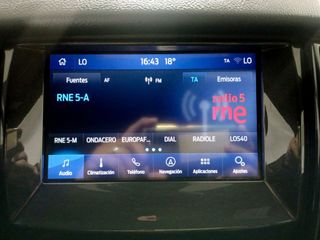 LO 16:43 18° TA LO
Fuentes AF FM TA Emisoras
RNE 5-A
radio 5
rne
RNE 5-M ONDACERO EUROPAF... DIAL RADIOLE LOS40
Audio Climatización Teléfono Navegación Aplicaciones Ajustes